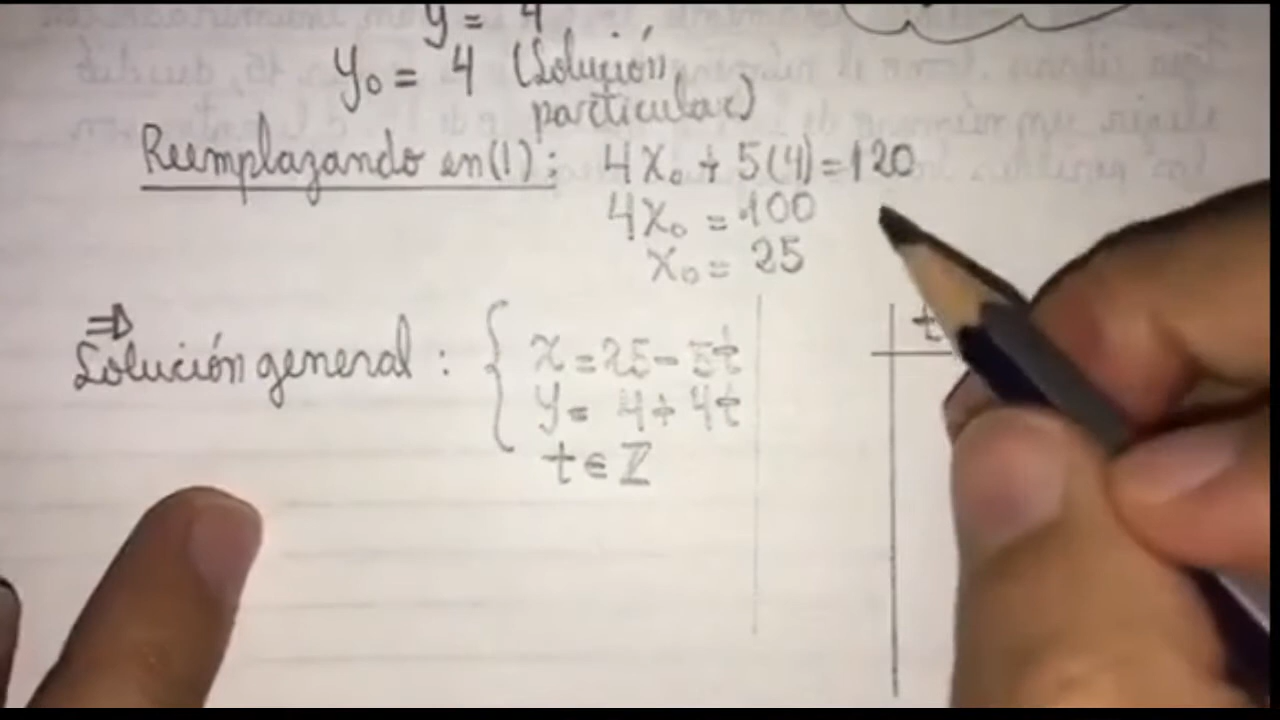 y = 4
y₀ = 4 (Solución
particular)
Reemplazando en (1): 4x₀ + 5(4) = 120
4x₀ = 100
x₀ = 25
⇒
Solución general: { x = 25 - 5t
y = 4 + 4t
t ∈ ℤ
t